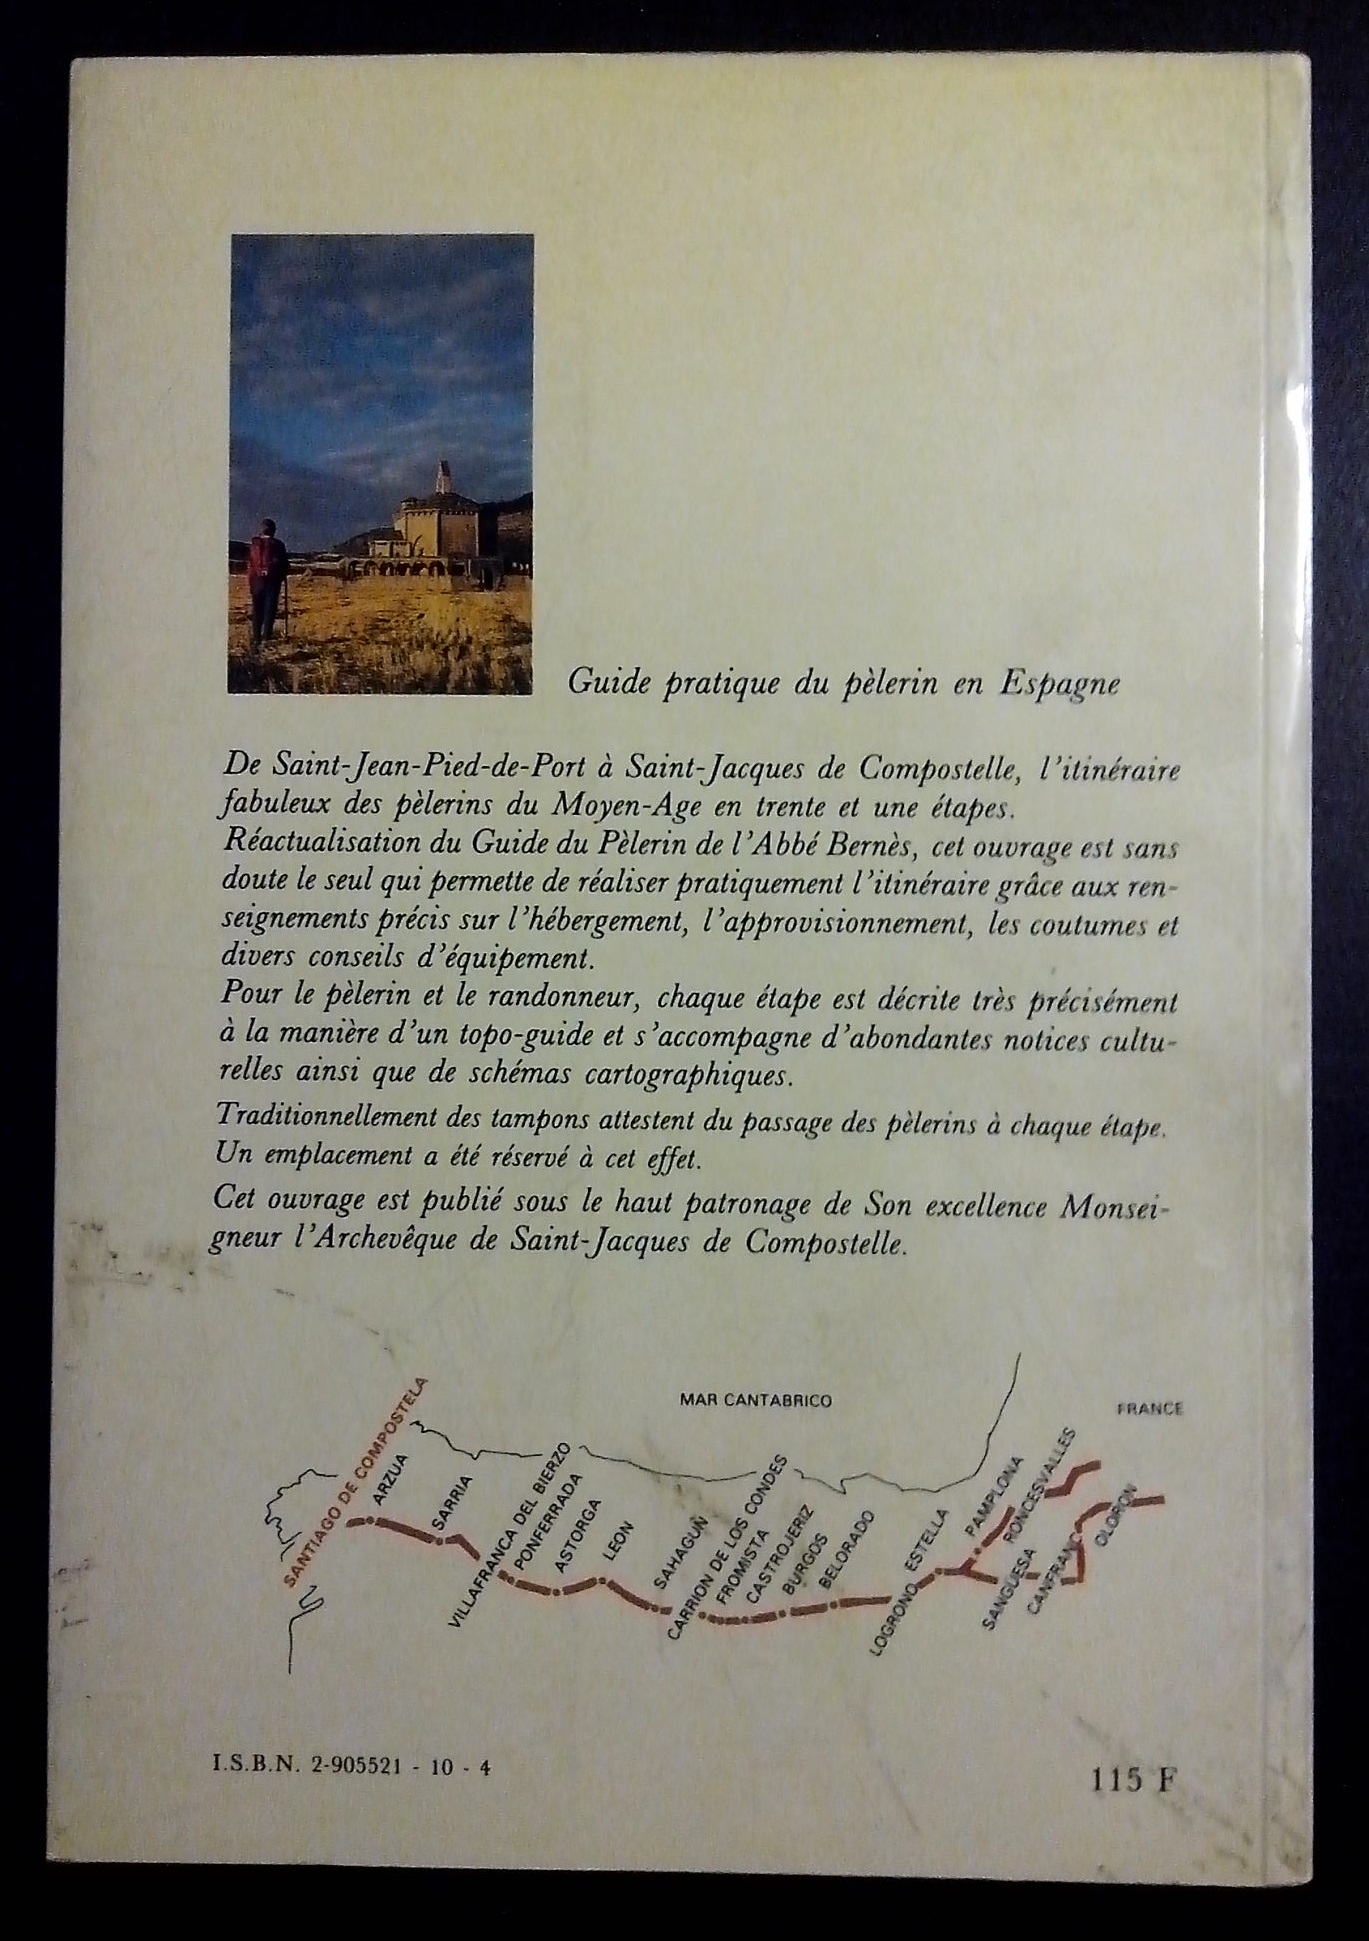 Guide pratique du pèlerin en Espagne
De Saint-Jean-Pied-de-Port à Saint-Jacques de Compostelle, l'itinéraire
fabuleux des pèlerins du Moyen-Age en trente et une étapes.
Réactualisation du Guide du Pèlerin de l'Abbé Bernès, cet ouvrage est sans
doute le seul qui permette de réaliser pratiquement l'itinéraire grâce aux ren-
seignements précis sur l'hébergement, l'approvisionnement, les coutumes et
divers conseils d'équipement.
Pour le pèlerin et le randonneur, chaque étape est décrite très précisément
à la manière d'un topo-guide et s'accompagne d'abondantes notices cultu-
relles ainsi que de schémas cartographiques.
Traditionnellement des tampons attestent du passage des pèlerins à chaque étape.
Un emplacement a été réservé à cet effet.
Cet ouvrage est publié sous le haut patronage de Son excellence Monsei-
gneur l'Archevêque de Saint-Jacques de Compostelle.
MAR CANTABRICO
FRANCE
SANTIAGO DE COMPOSTELA
ARZUA
SARRIA
VILLAFRANCA DEL BIERZO
PONFERRADA
ASTORGA
LEON
SAHAGUN
CARRION DE LOS CONDES
FROMISTA
CASTROJERIZ
BURGOS
BELORADO
LOGRONO
ESTELLA
PAMPLONA
RONCESVALLES
SANGUESA
CANFRANC
OLORON
I.S.B.N. 2-905521 - 10 - 4
115 F